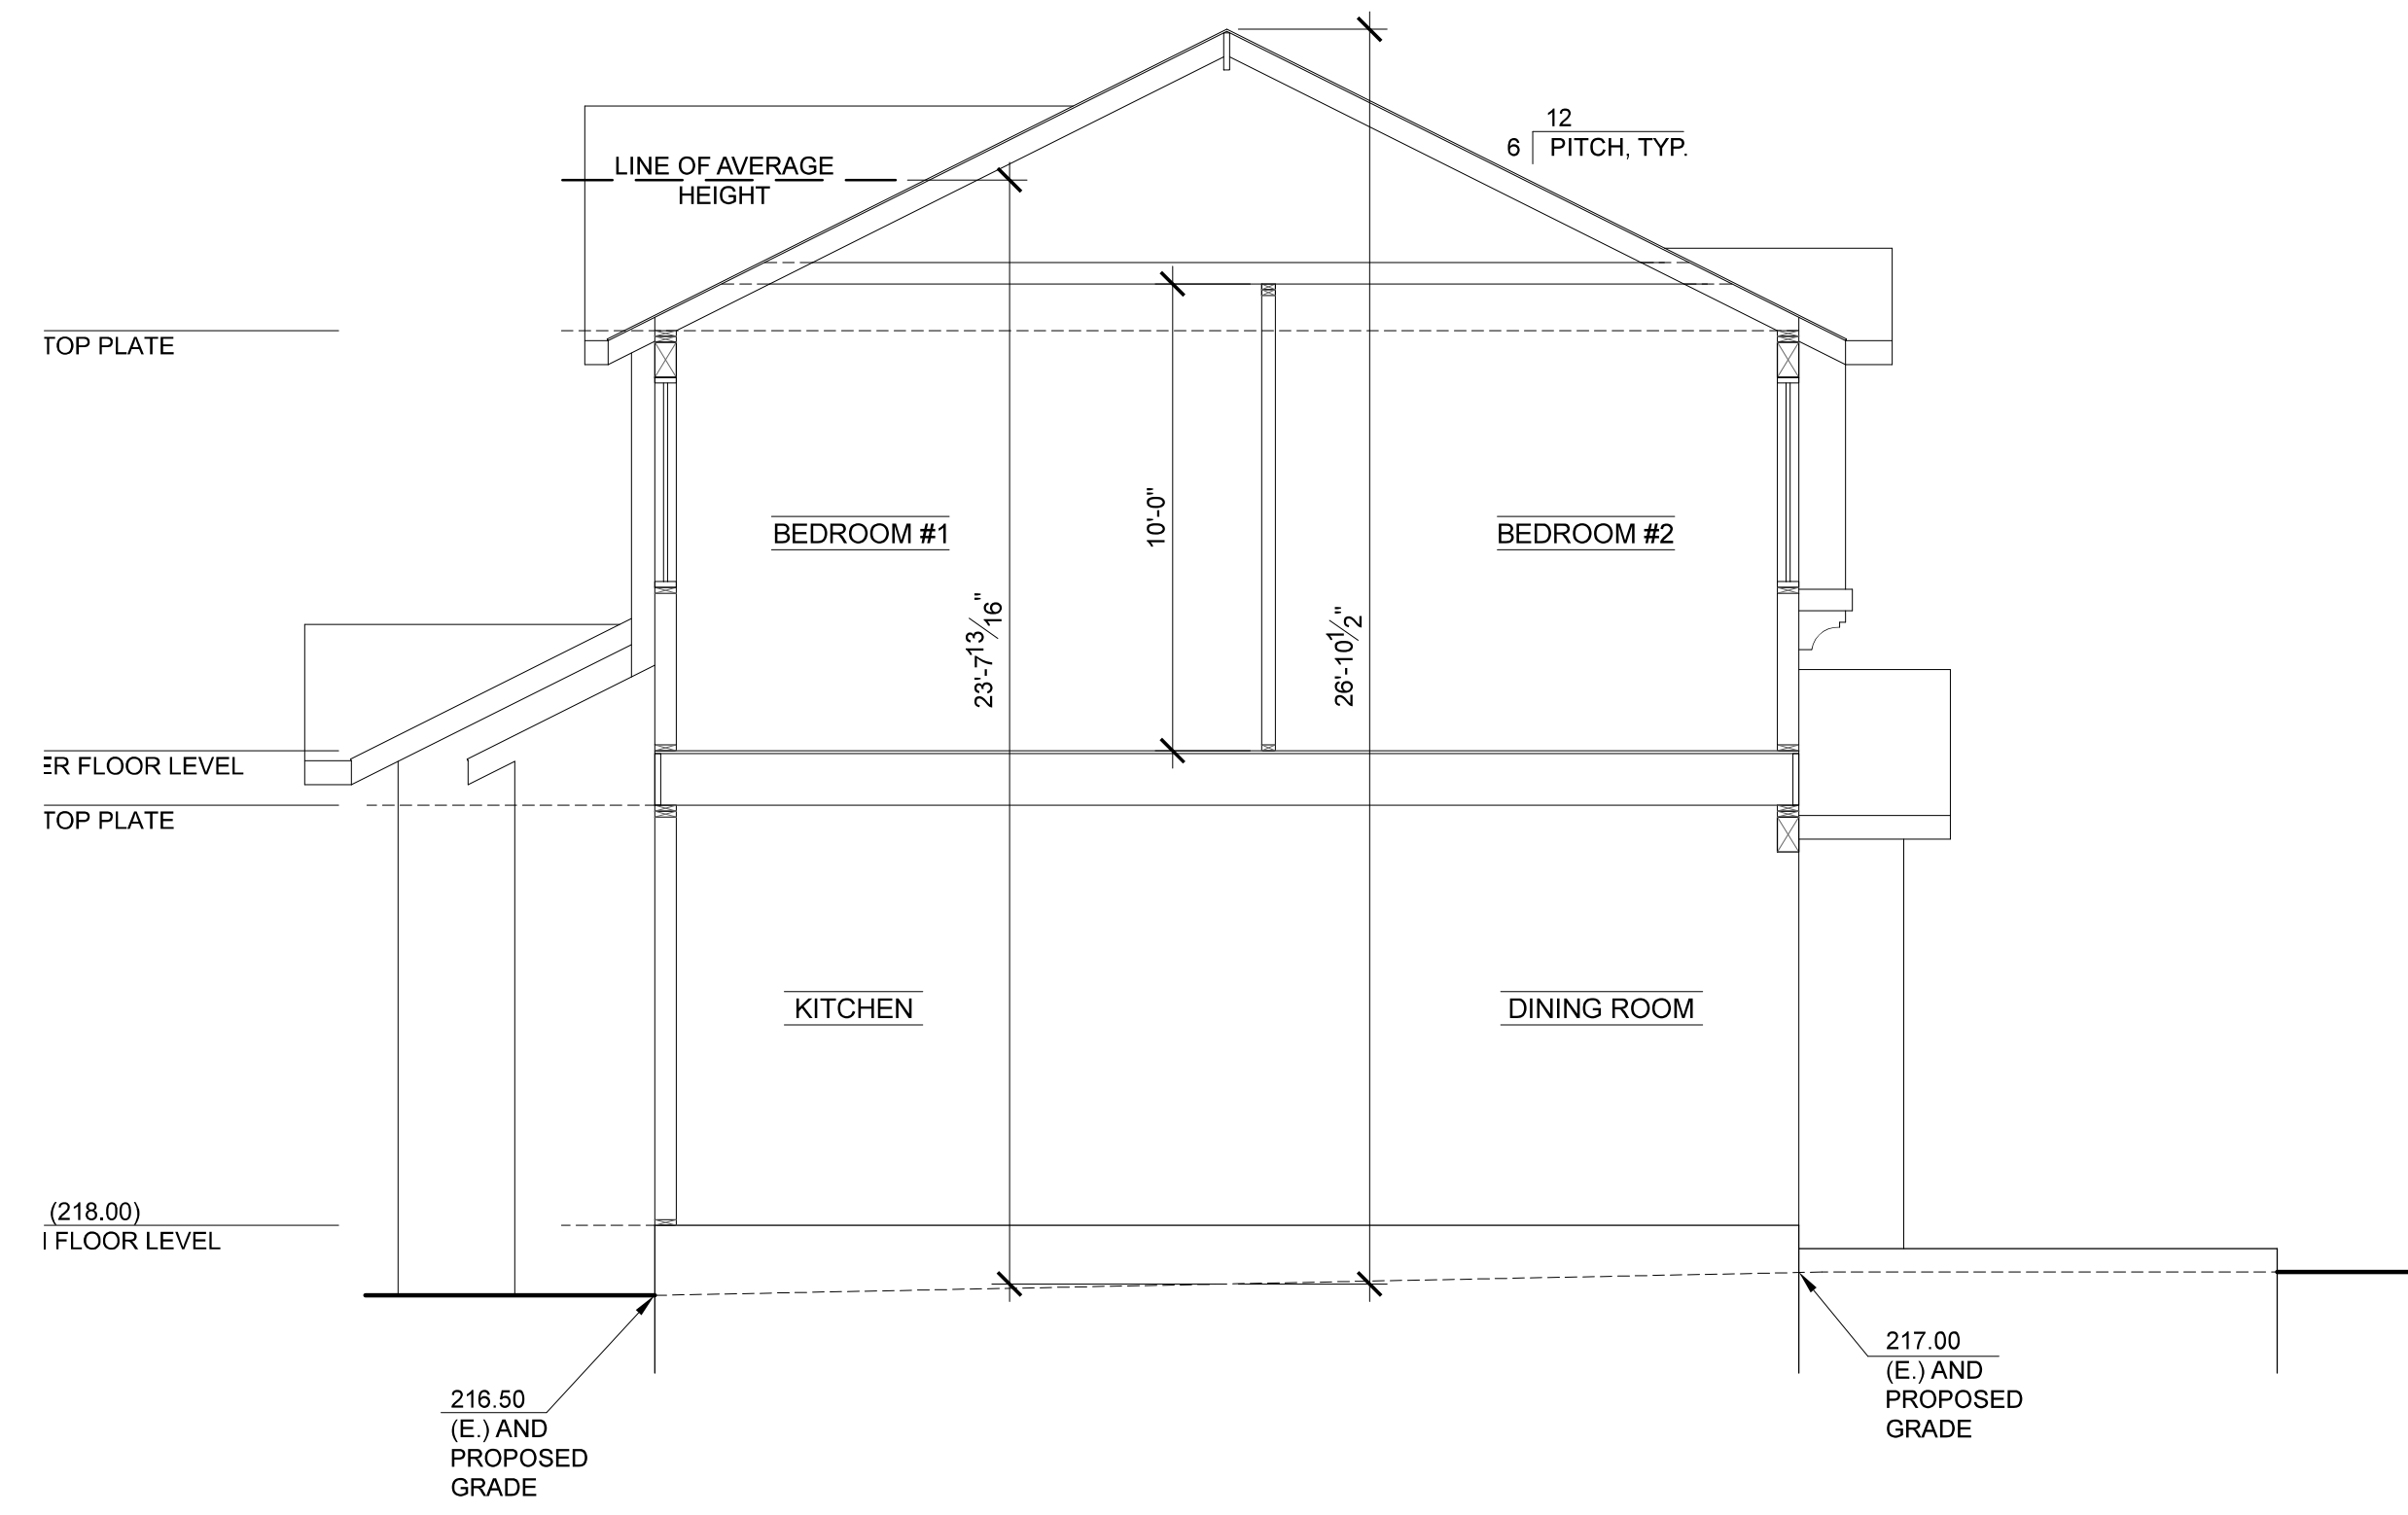 12
6 PITCH, TYP.
LINE OF AVERAGE
HEIGHT
TOP PLATE
BEDROOM #1
10'-0"
BEDROOM #2
23'-7 13/16"
26'-10 1/2"
FLOOR LEVEL
TOP PLATE
KITCHEN
DINING ROOM
(218.00)
FLOOR LEVEL
217.00
(E.) AND
PROPOSED
GRADE
216.50
(E.) AND
PROPOSED
GRADE